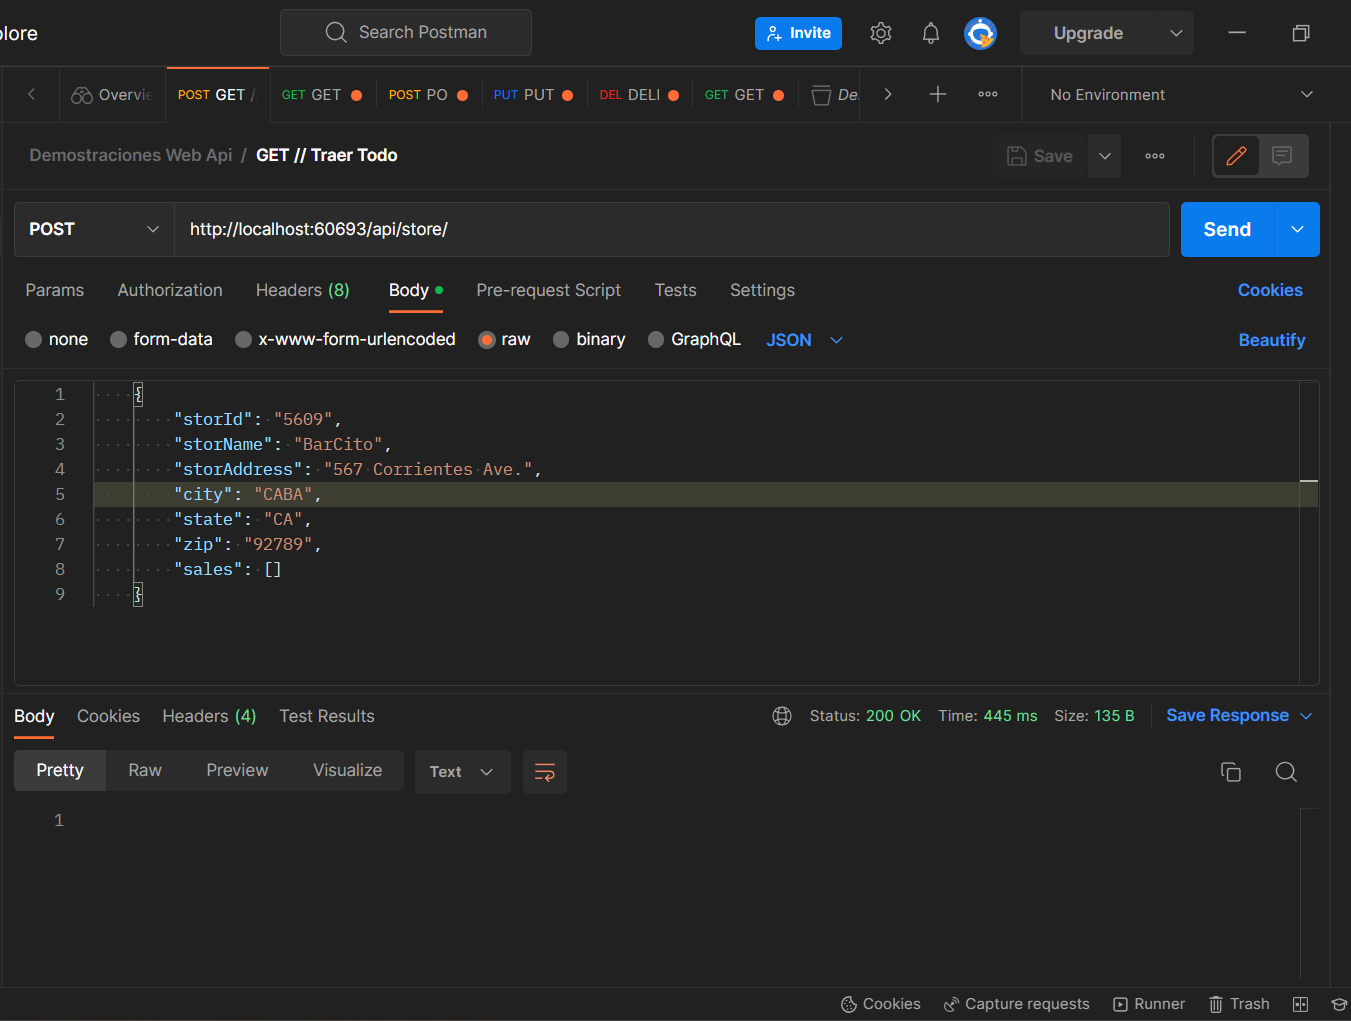 lore
Search Postman
Invite
Upgrade
Overvie
POST GET /
GET GET
POST PO
PUT PUT
DEL DELI
GET GET
De
No Environment
Demostraciones Web Api / GET // Traer Todo
Save
POST
http://localhost:60693/api/store/
Send
Params Authorization Headers (8) Body Pre-request Script Tests Settings Cookies
none form-data x-www-form-urlencoded raw binary GraphQL JSON Beautify
1 {
2 "storId": "5609",
3 "storName": "BarCito",
4 "storAddress": "567 Corrientes Ave.",
5 "city": "CABA",
6 "state": "CA",
7 "zip": "92789",
8 "sales": []
9 }
Body Cookies Headers (4) Test Results Status: 200 OK Time: 445 ms Size: 135 B Save Response
Pretty Raw Preview Visualize Text
1
Cookies Capture requests Runner Trash